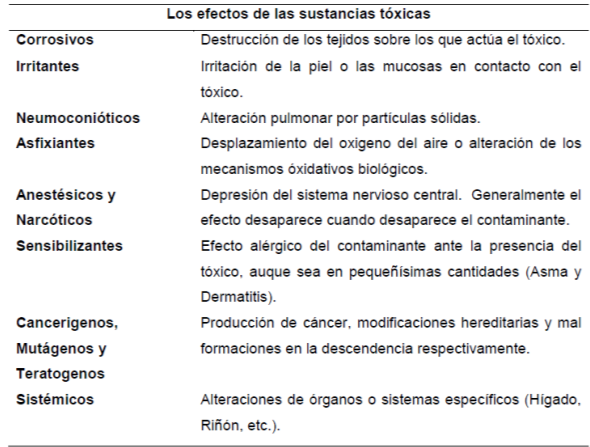 Los efectos de las sustancias tóxicas
Corrosivos Destrucción de los tejidos sobre los que actúa el tóxico.
Irritantes Irritación de la piel o las mucosas en contacto con el
tóxico.
Neumoconióticos Alteración pulmonar por partículas sólidas.
Asfixiantes Desplazamiento del oxigeno del aire o alteración de los
mecanismos óxidativos biológicos.
Anestésicos y Depresión del sistema nervioso central. Generalmente el
Narcóticos efecto desaparece cuando desaparece el contaminante.
Sensibilizantes Efecto alérgico del contaminante ante la presencia del
tóxico, auque sea en pequeñísimas cantidades (Asma y
Dermatitis).
Cancerigenos, Producción de cáncer, modificaciones hereditarias y mal
Mutágenos y formaciones en la descendencia respectivamente.
Teratogenos
Sistémicos Alteraciones de órganos o sistemas específicos (Hígado,
Riñón, etc.).